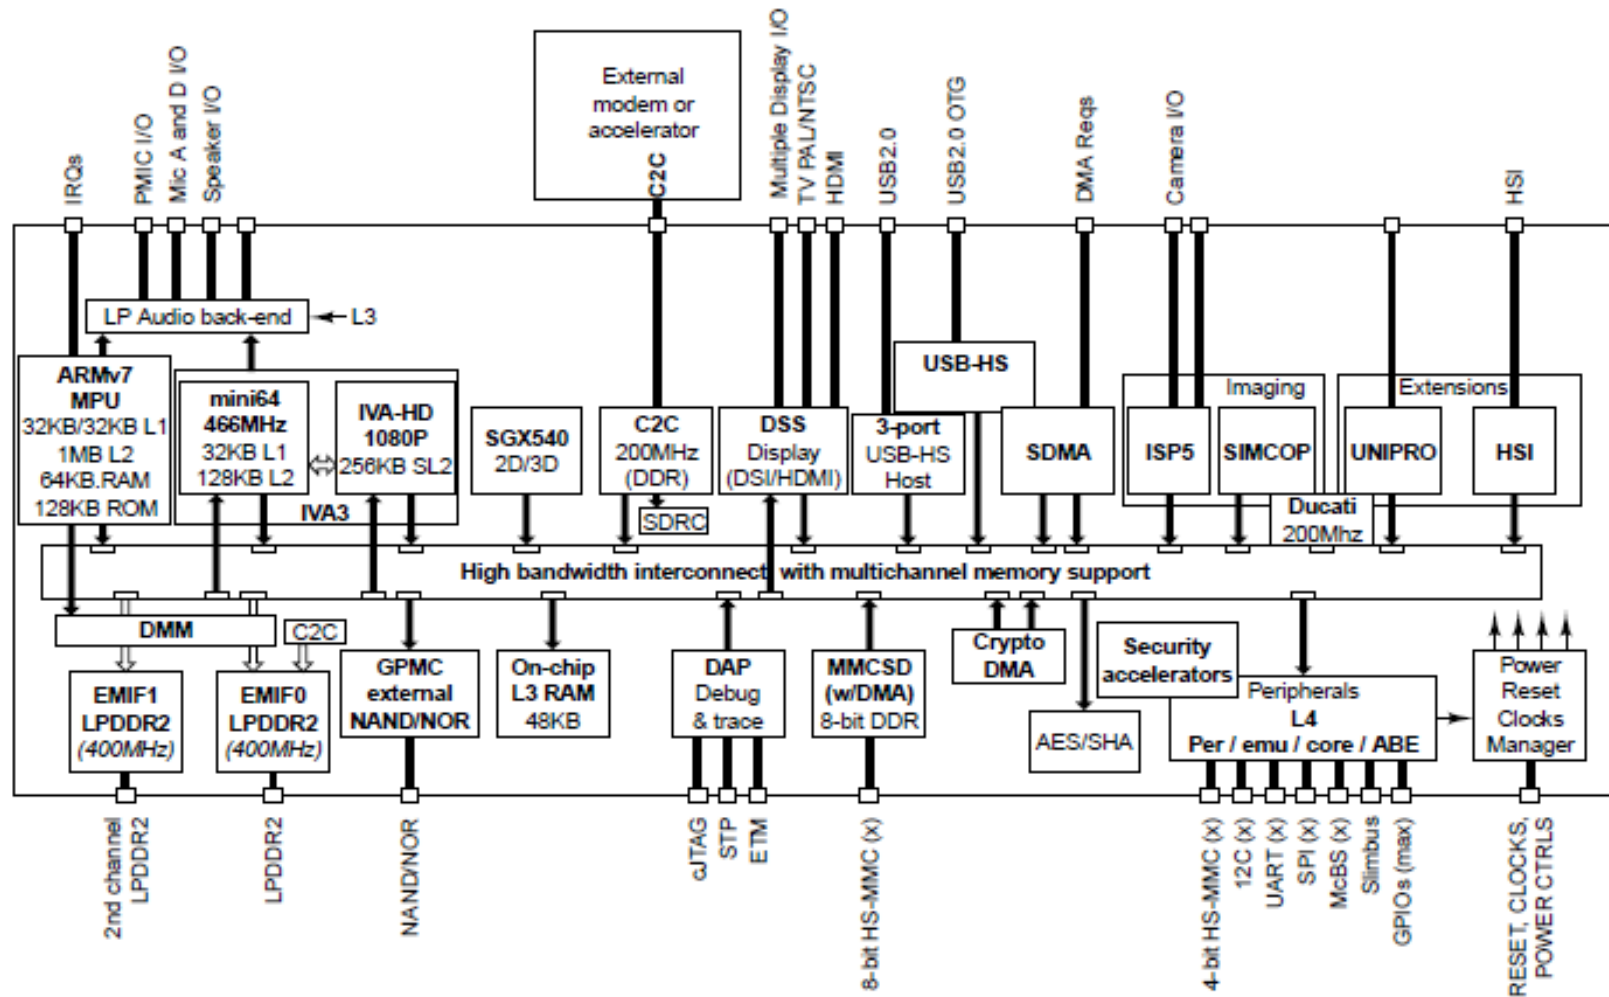 IRQs
PMIC I/O
Mic A and D I/O
Speaker I/O
External
modem or
accelerator
C2C
Multiple Display I/O
TV PAL/NTSC
HDMI
USB2.0
USB2.0 OTG
DMA Reqs
Camera I/O
HSI
LP Audio back-end
L3
ARMv7
MPU
32KB/32KB L1
1MB L2
64KB.RAM
128KB ROM
mini64
466MHz
32KB L1
128KB L2
IVA-HD
1080P
256KB SL2
IVA3
SGX540
2D/3D
C2C
200MHz
(DDR)
SDRC
DSS
Display
(DSI/HDMI)
USB-HS
3-port
USB-HS
Host
SDMA
Imaging
ISP5
SIMCOP
Ducati
200Mhz
Extensions
UNIPRO
HSI
High bandwidth interconnect with multichannel memory support
DMM
C2C
EMIF1
LPDDR2
(400MHz)
EMIF0
LPDDR2
(400MHz)
GPMC
external
NAND/NOR
On-chip
L3 RAM
48KB
DAP
Debug
& trace
MMCSD
(w/DMA)
8-bit DDR
Crypto
DMA
AES/SHA
Security
accelerators
Peripherals
L4
Per / emu / core / ABE
Power
Reset
Clocks
Manager
2nd channel
LPDDR2
LPDDR2
NAND/NOR
cJTAG
STP
ETM
8-bit HS-MMC (x)
4-bit HS-MMC (x)
12C (x)
UART (x)
SPI (x)
McBS (x)
Slimbus
GPIOs (max)
RESET, CLOCKS,
POWER CTRLS